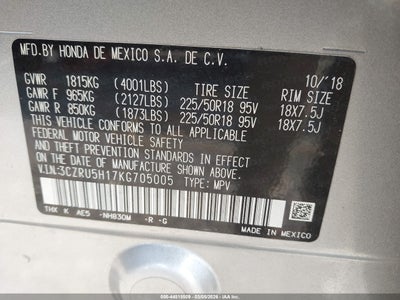 MFD.BY HONDA DE MEXICO S.A. DE C.V.
10/'18
GVWR 1815KG (4001LBS) TIRE SIZE RIM SIZE
GAWR F 965KG (2127LBS) 225/50R18 95V 18X7.5J
GAWR R 850KG (1873LBS) 225/50R18 95V 18X7.5J
THIS VEHICLE CONFORMS TO ALL APPLICABLE
FEDERAL MOTOR VEHICLE SAFETY AND THEFT
PREVENTION STANDARDS IN EFFECT ON THE DATE OF
MANUFACTURE SHOWN ABOVE.
V.I.N:3CZRU5H17KG705005 TYPE: MPV
THX K AE5 -NH830M -R -G
MADE IN MEXICO